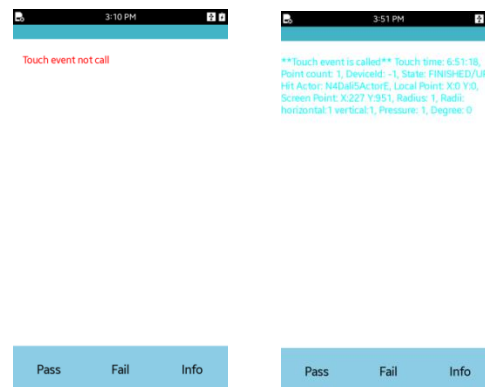 3:10 PM
Touch event not call
Pass Fail Info
3:51 PM
**Touch event is called** Touch time: 6:51:18,
Point count: 1, DeviceId: -1, State: FINISHED/UP
Hit Actor: N4Dali5ActorE, Local Point: X:0 Y:0,
Screen Point: X:227 Y:951, Radius: 1, Radii:
horizontal:1 vertical:1, Pressure: 1, Degree: 0
Pass Fail Info